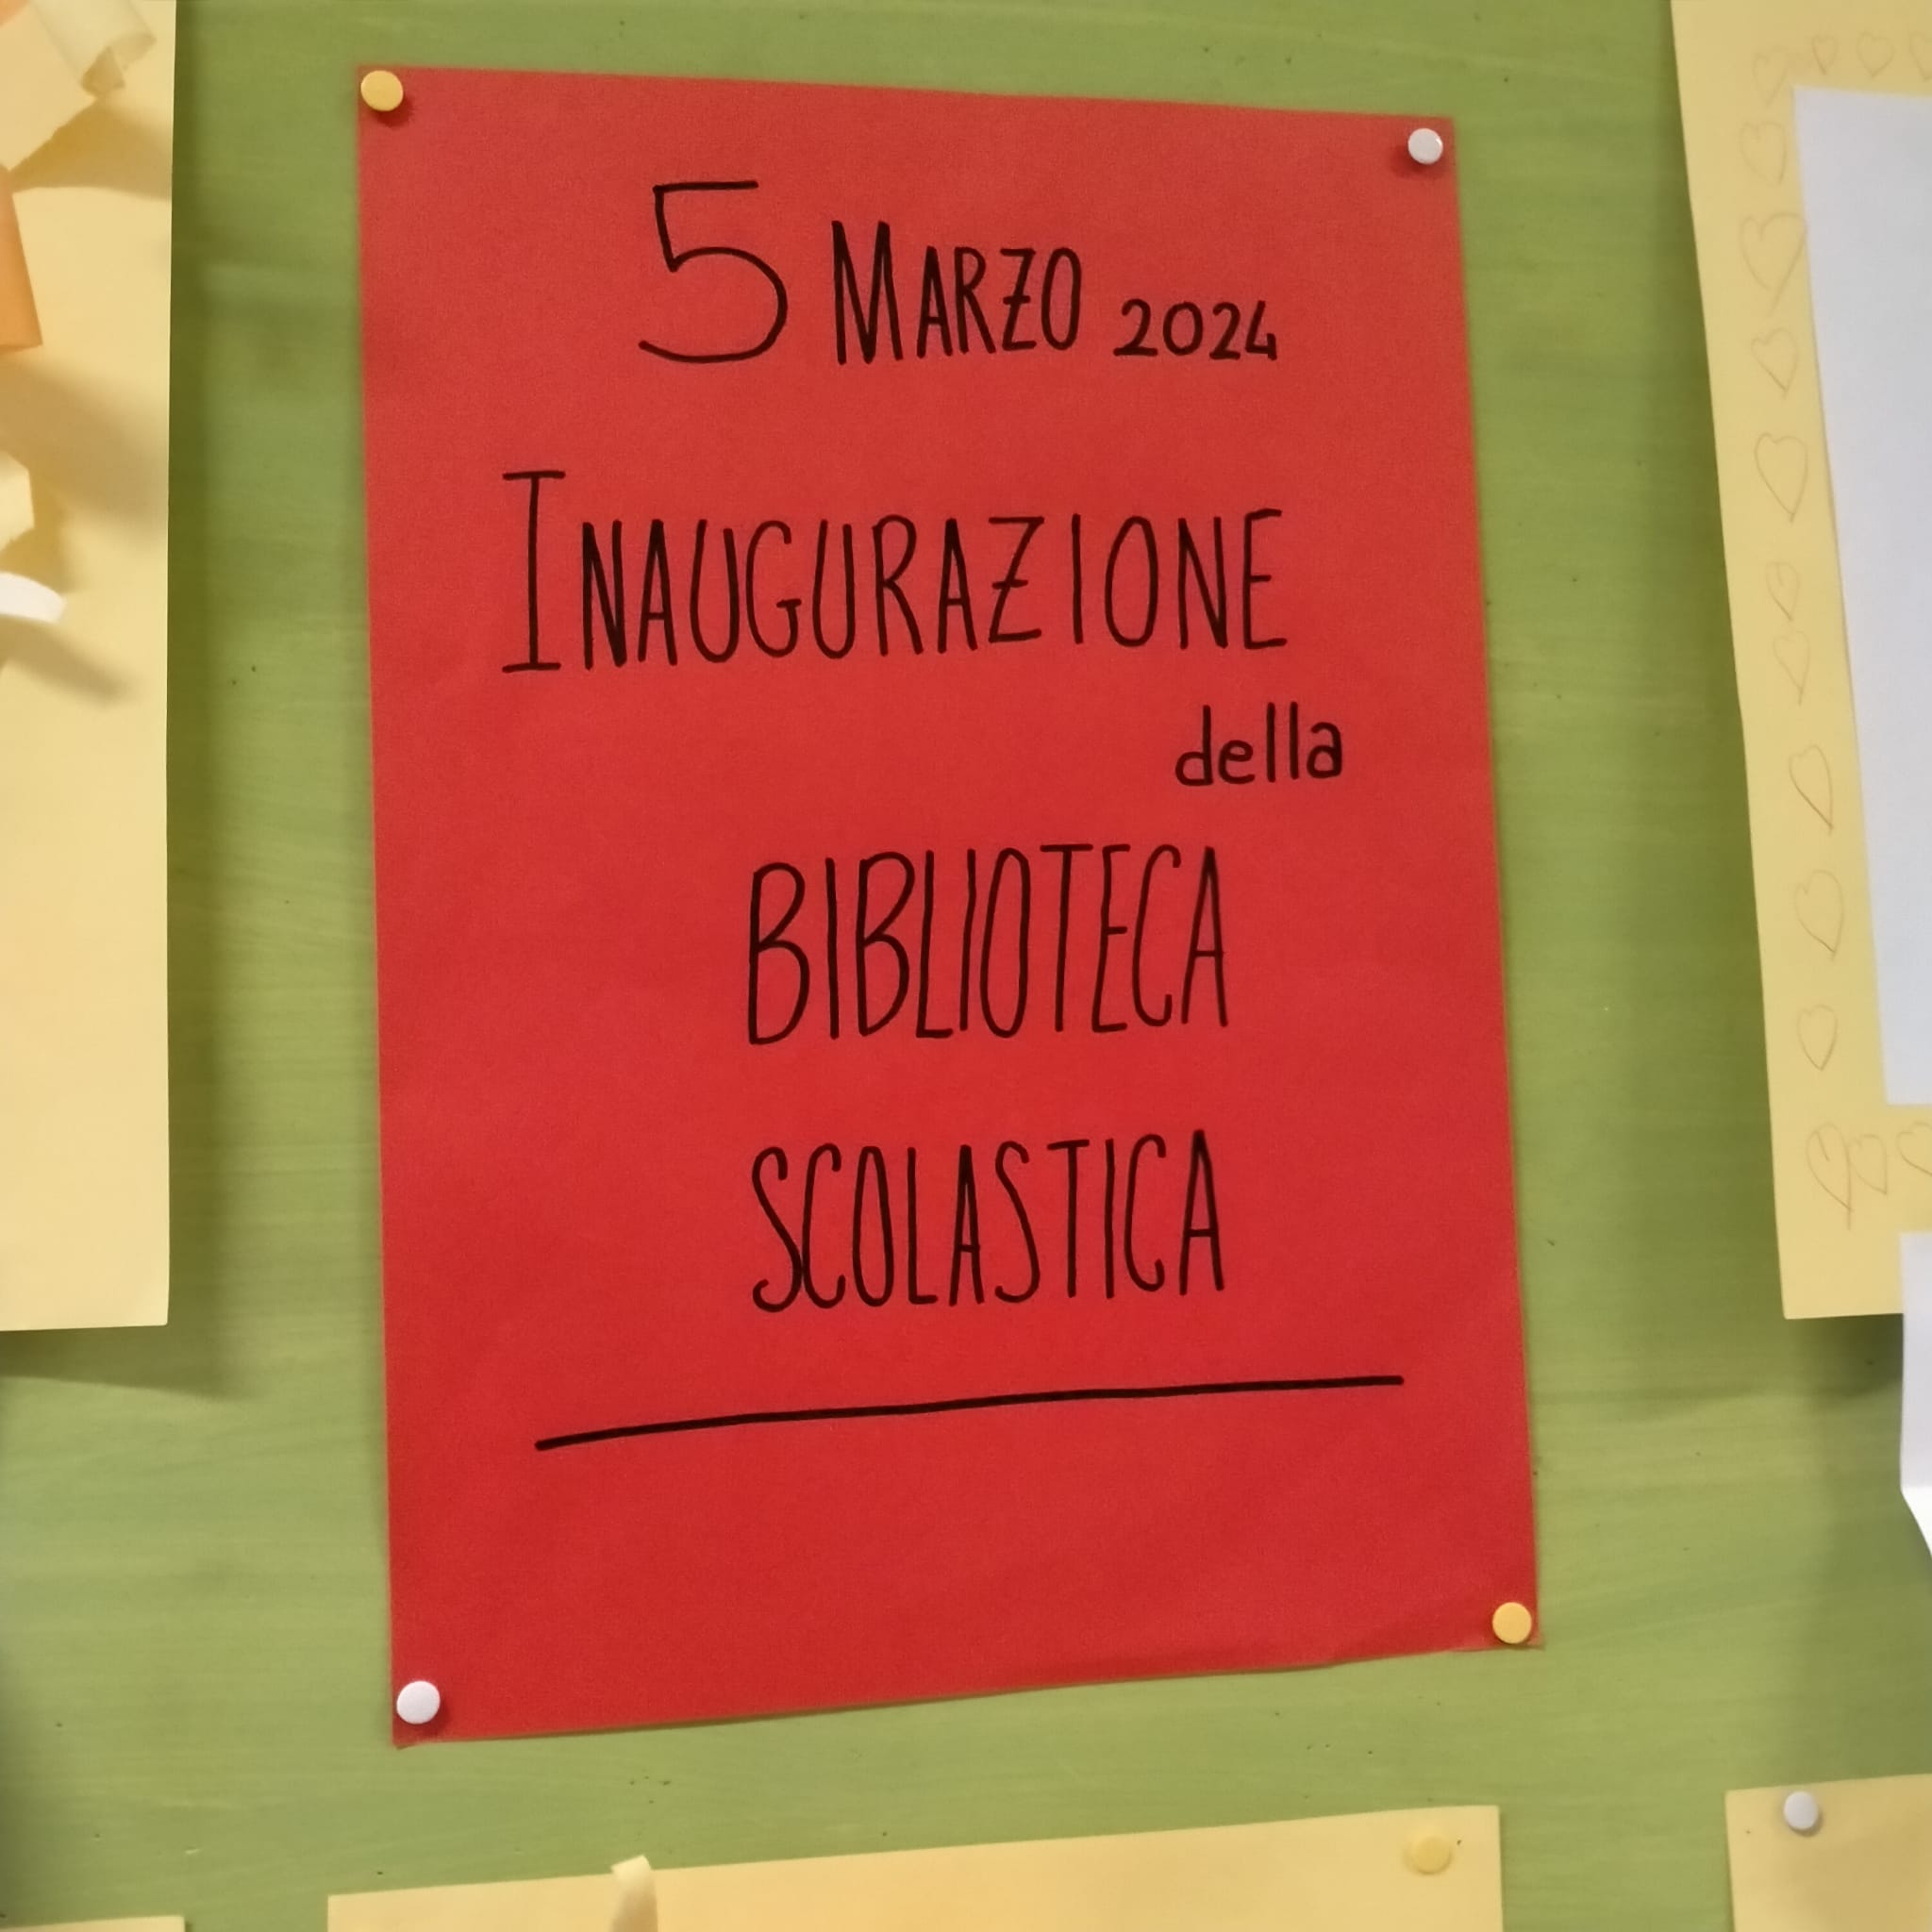 5 MARZO 2024
INAUGURAZIONE
della
BIBLIOTECA
SCOLASTICA